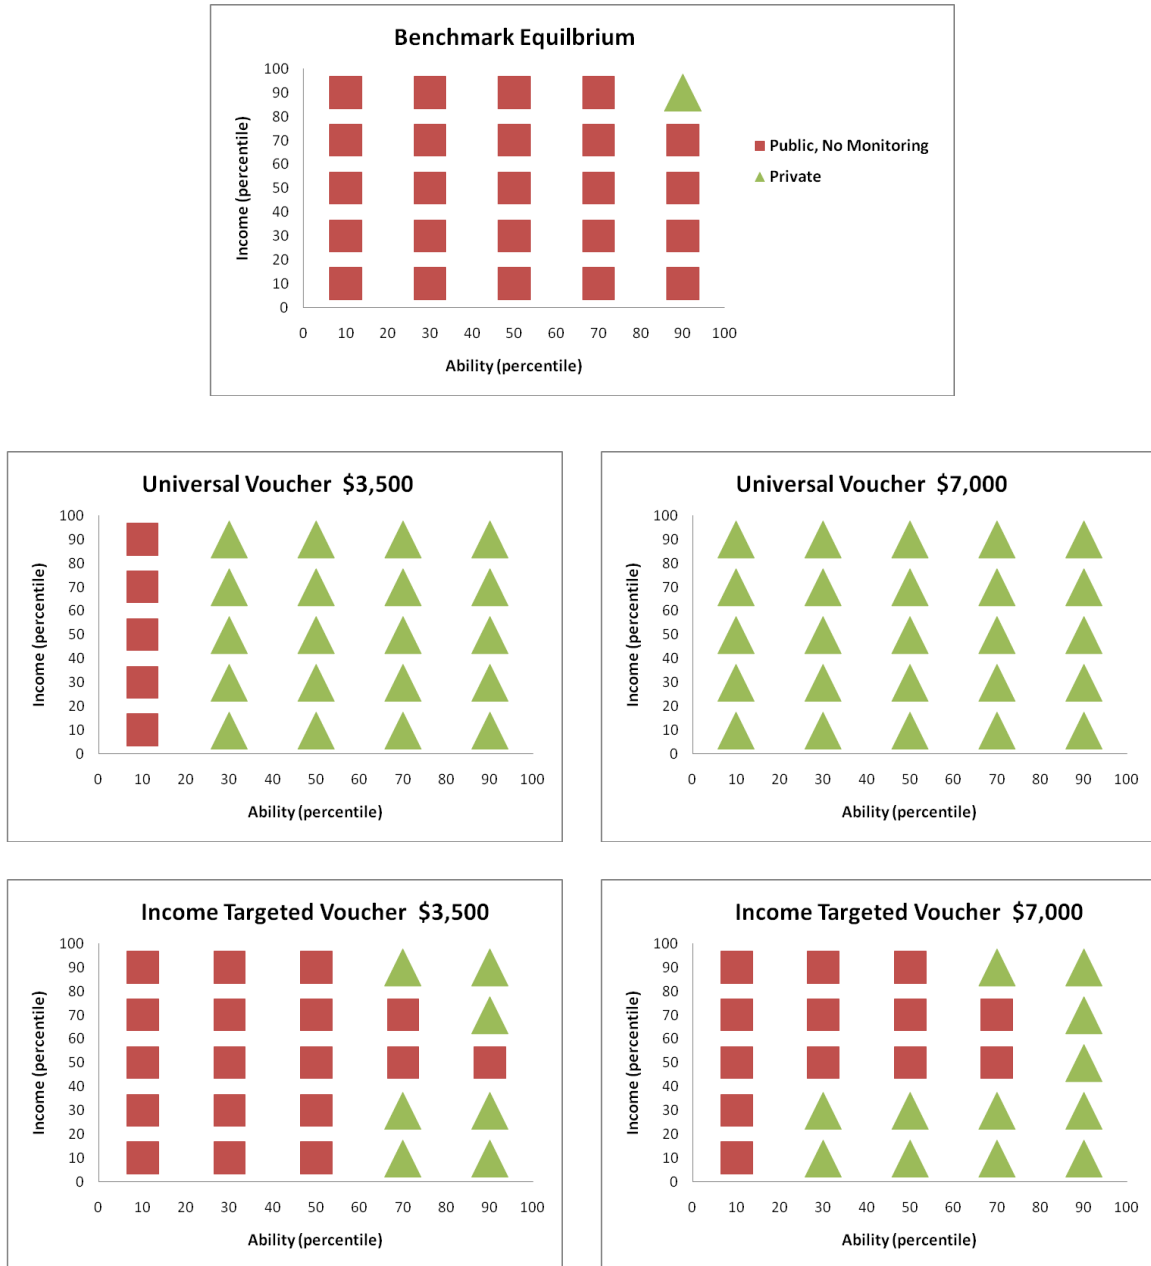 Benchmark Equilbrium
100
90
80
70
60
50
40
30
20
10
0
Income (percentile)
0 10 20 30 40 50 60 70 80 90 100
Ability (percentile)
Public, No Monitoring
Private
Universal Voucher $3,500
100
90
80
70
60
50
40
30
20
10
0
Income (percentile)
0 10 20 30 40 50 60 70 80 90 100
Ability (percentile)
Universal Voucher $7,000
100
90
80
70
60
50
40
30
20
10
0
Income (percentile)
0 10 20 30 40 50 60 70 80 90 100
Ability (percentile)
Income Targeted Voucher $3,500
100
90
80
70
60
50
40
30
20
10
0
Income (percentile)
0 10 20 30 40 50 60 70 80 90 100
Ability (percentile)
Income Targeted Voucher $7,000
100
90
80
70
60
50
40
30
20
10
0
Income (percentile)
0 10 20 30 40 50 60 70 80 90 100
Ability (percentile)